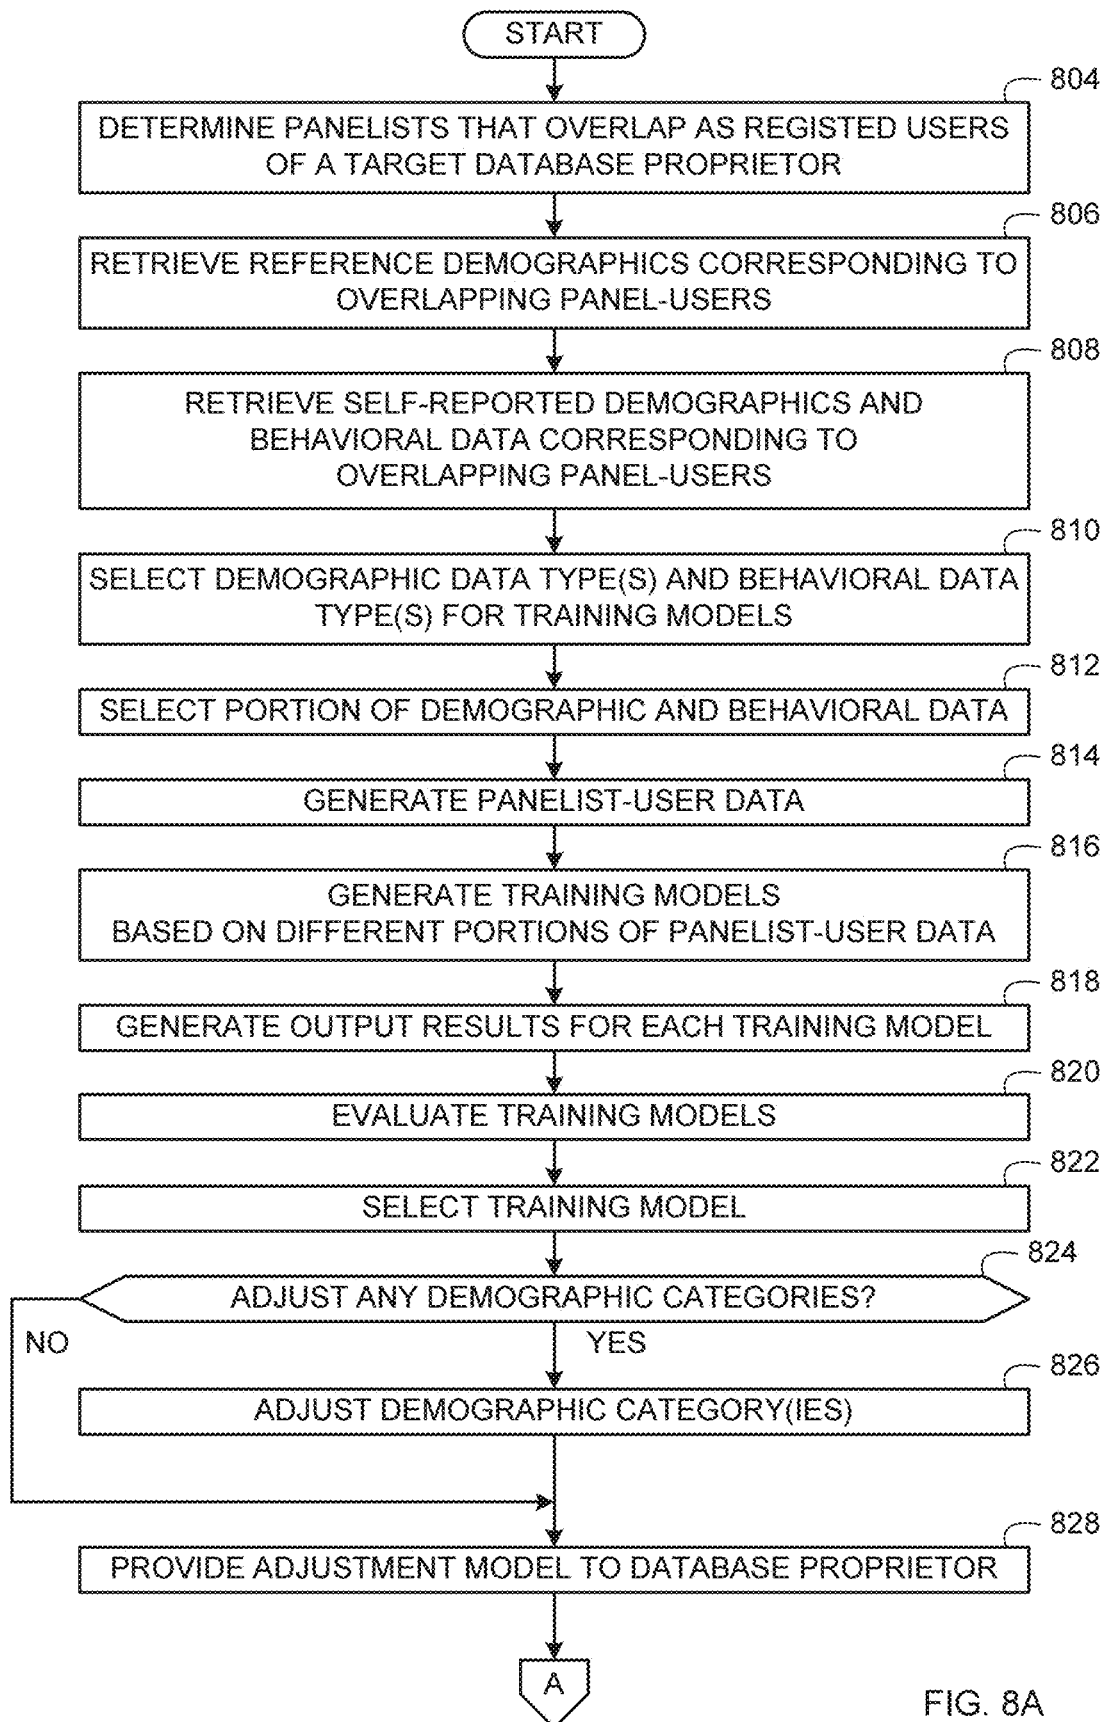 START
804
DETERMINE PANELISTS THAT OVERLAP AS REGISTED USERS
OF A TARGET DATABASE PROPRIETOR
806
RETRIEVE REFERENCE DEMOGRAPHICS CORRESPONDING TO
OVERLAPPING PANEL-USERS
808
RETRIEVE SELF-REPORTED DEMOGRAPHICS AND
BEHAVIORAL DATA CORRESPONDING TO
OVERLAPPING PANEL-USERS
810
SELECT DEMOGRAPHIC DATA TYPE(S) AND BEHAVIORAL DATA
TYPE(S) FOR TRAINING MODELS
812
SELECT PORTION OF DEMOGRAPHIC AND BEHAVIORAL DATA
814
GENERATE PANELIST-USER DATA
816
GENERATE TRAINING MODELS
BASED ON DIFFERENT PORTIONS OF PANELIST-USER DATA
818
GENERATE OUTPUT RESULTS FOR EACH TRAINING MODEL
820
EVALUATE TRAINING MODELS
822
SELECT TRAINING MODEL
824
ADJUST ANY DEMOGRAPHIC CATEGORIES?
NO YES
826
ADJUST DEMOGRAPHIC CATEGORY(IES)
828
PROVIDE ADJUSTMENT MODEL TO DATABASE PROPRIETOR
A
FIG. 8A